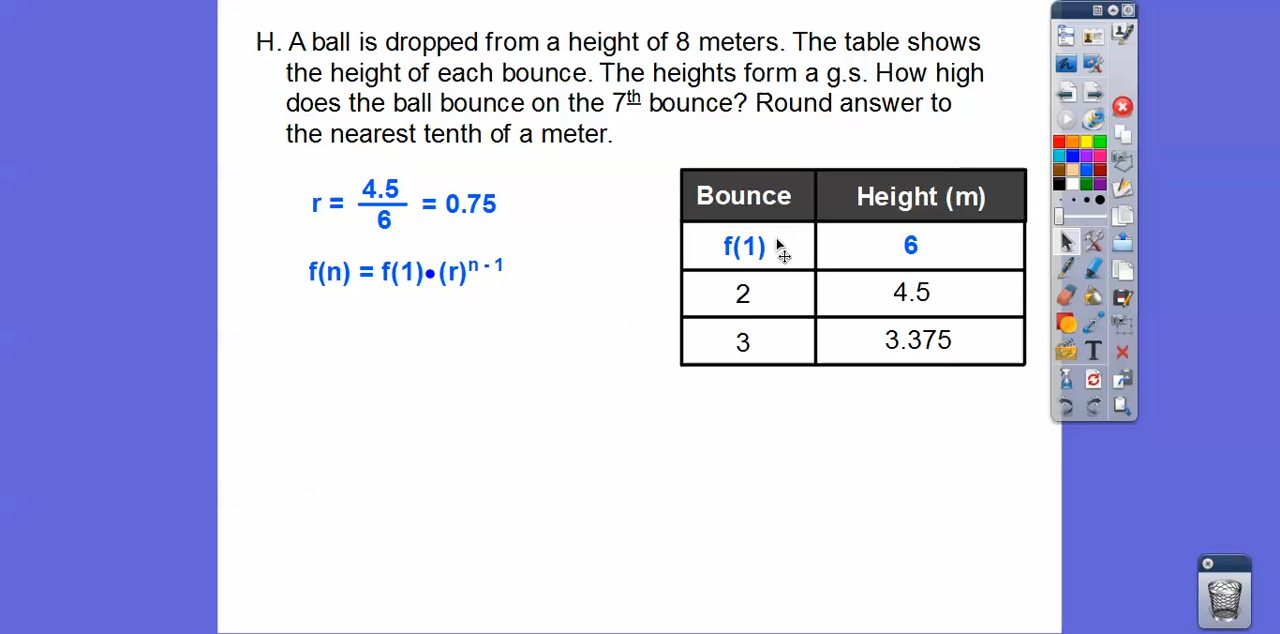 H. A ball is dropped from a height of 8 meters. The table shows
the height of each bounce. The heights form a g.s. How high
does the ball bounce on the 7th bounce? Round answer to
the nearest tenth of a meter.
r = 4.5/6 = 0.75
f(n) = f(1)•(r)^n - 1
Bounce Height (m)
f(1) 6
2 4.5
3 3.375
T